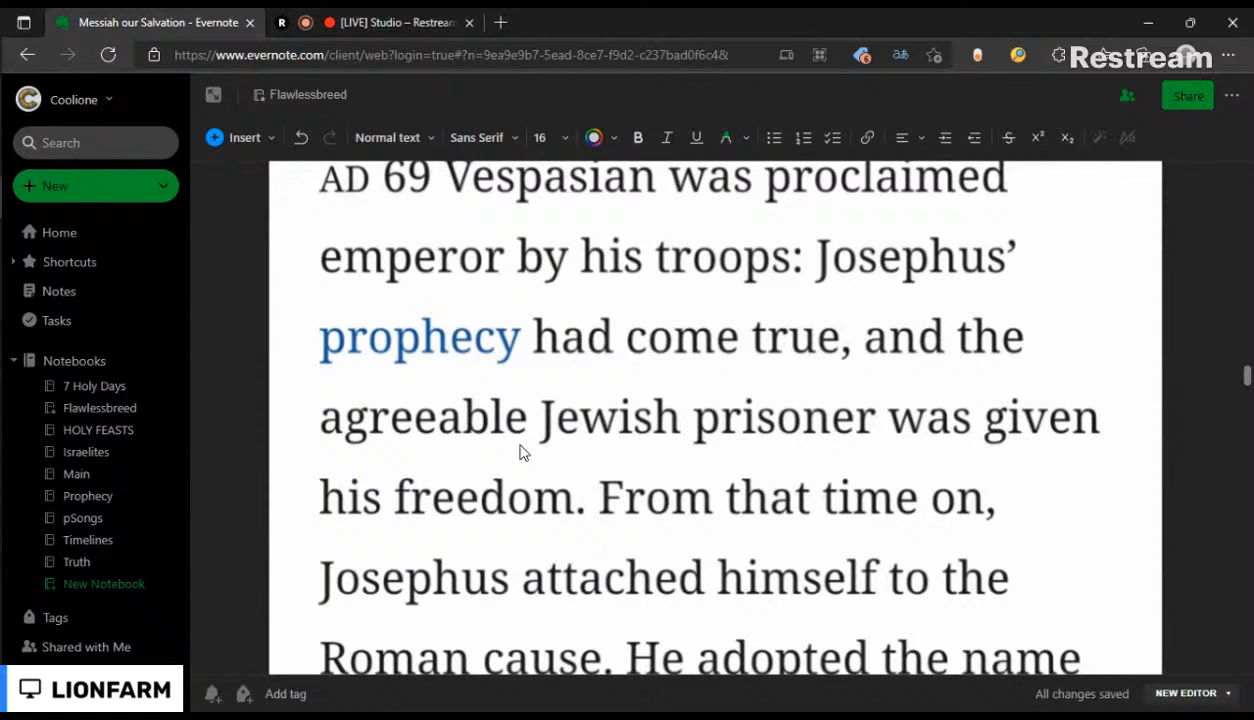 Messiah our Salvation - Evernote
R
[LIVE] Studio – Restream
https://www.evernote.com/client/web?login=true#?n=9ea9e9b7-5ead-8ce7-f9d2-c237bad0f6c4&
6
Restream
Coolione
Flawlessbreed
Share
Search
Insert
Normal text
Sans Serif
16
B
I
U
A
New
Home
Shortcuts
Notes
Tasks
Notebooks
7 Holy Days
Flawlessbreed
HOLY FEASTS
Israelites
Main
Prophecy
pSongs
Timelines
Truth
New Notebook
Tags
Shared with Me
LIONFARM
AD 69 Vespasian was proclaimed
emperor by his troops: Josephus’
prophecy had come true, and the
agreeable Jewish prisoner was given
his freedom. From that time on,
Josephus attached himself to the
Roman cause. He adopted the name
Add tag
All changes saved
NEW EDITOR